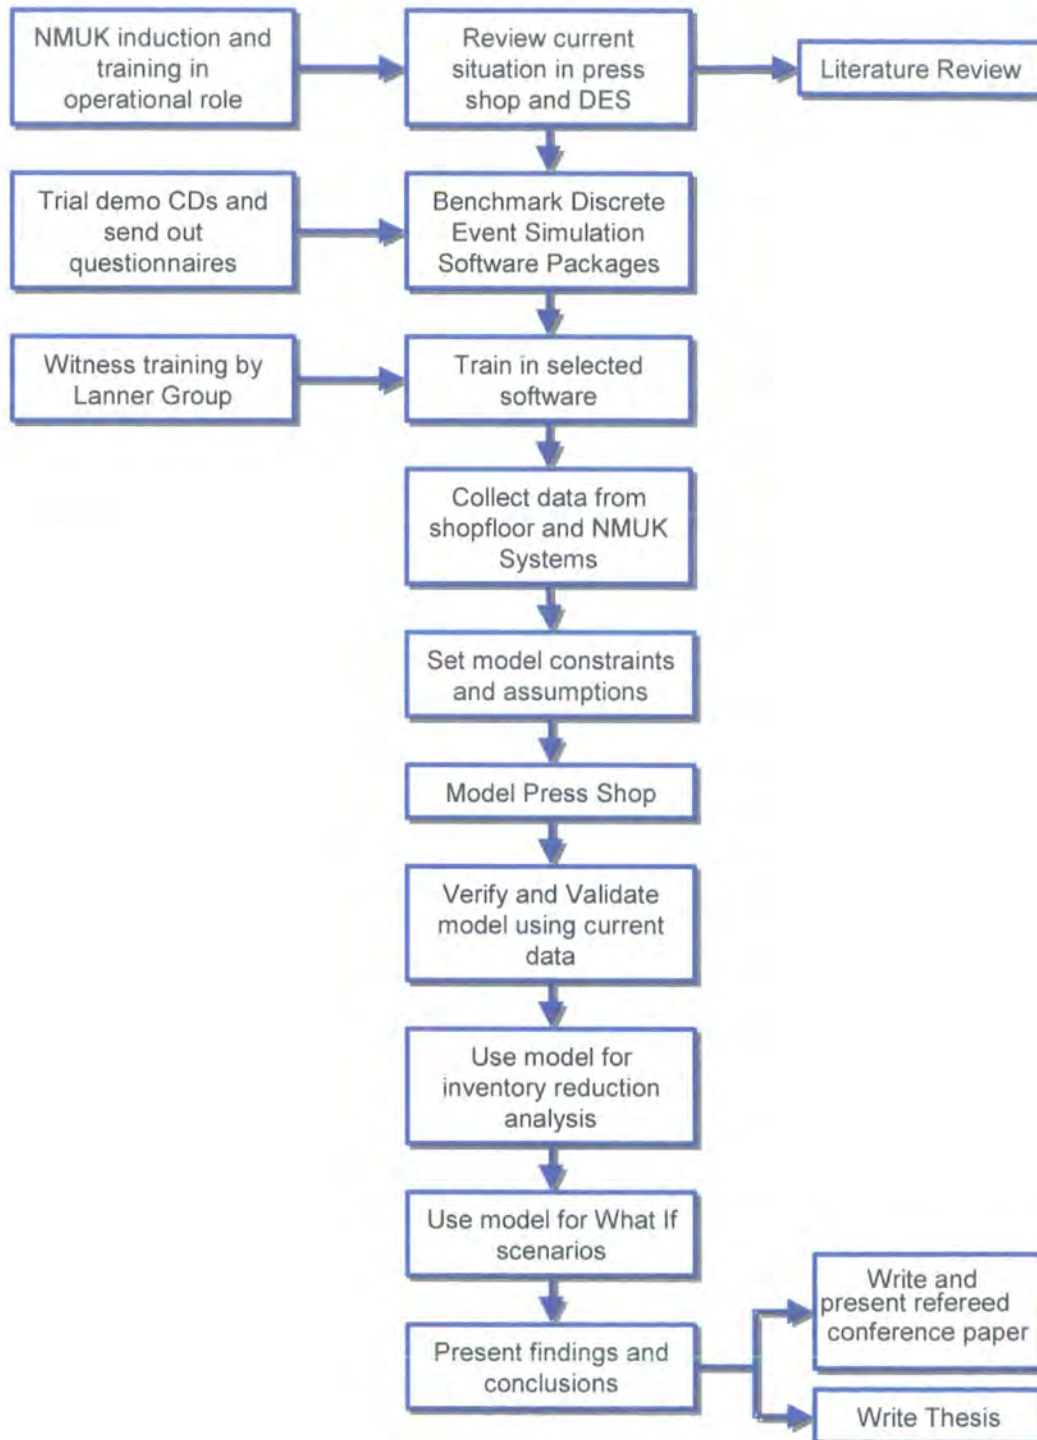 NMUK induction and
training in
operational role
Review current
situation in press
shop and DES
Literature Review
Trial demo CDs and
send out
questionnaires
Benchmark Discrete
Event Simulation
Software Packages
Witness training by
Lanner Group
Train in selected
software
Collect data from
shopfloor and NMUK
Systems
Set model constraints
and assumptions
Model Press Shop
Verify and Validate
model using current
data
Use model for
inventory reduction
analysis
Use model for What If
scenarios
Present findings and
conclusions
Write and
present refereed
conference paper
Write Thesis